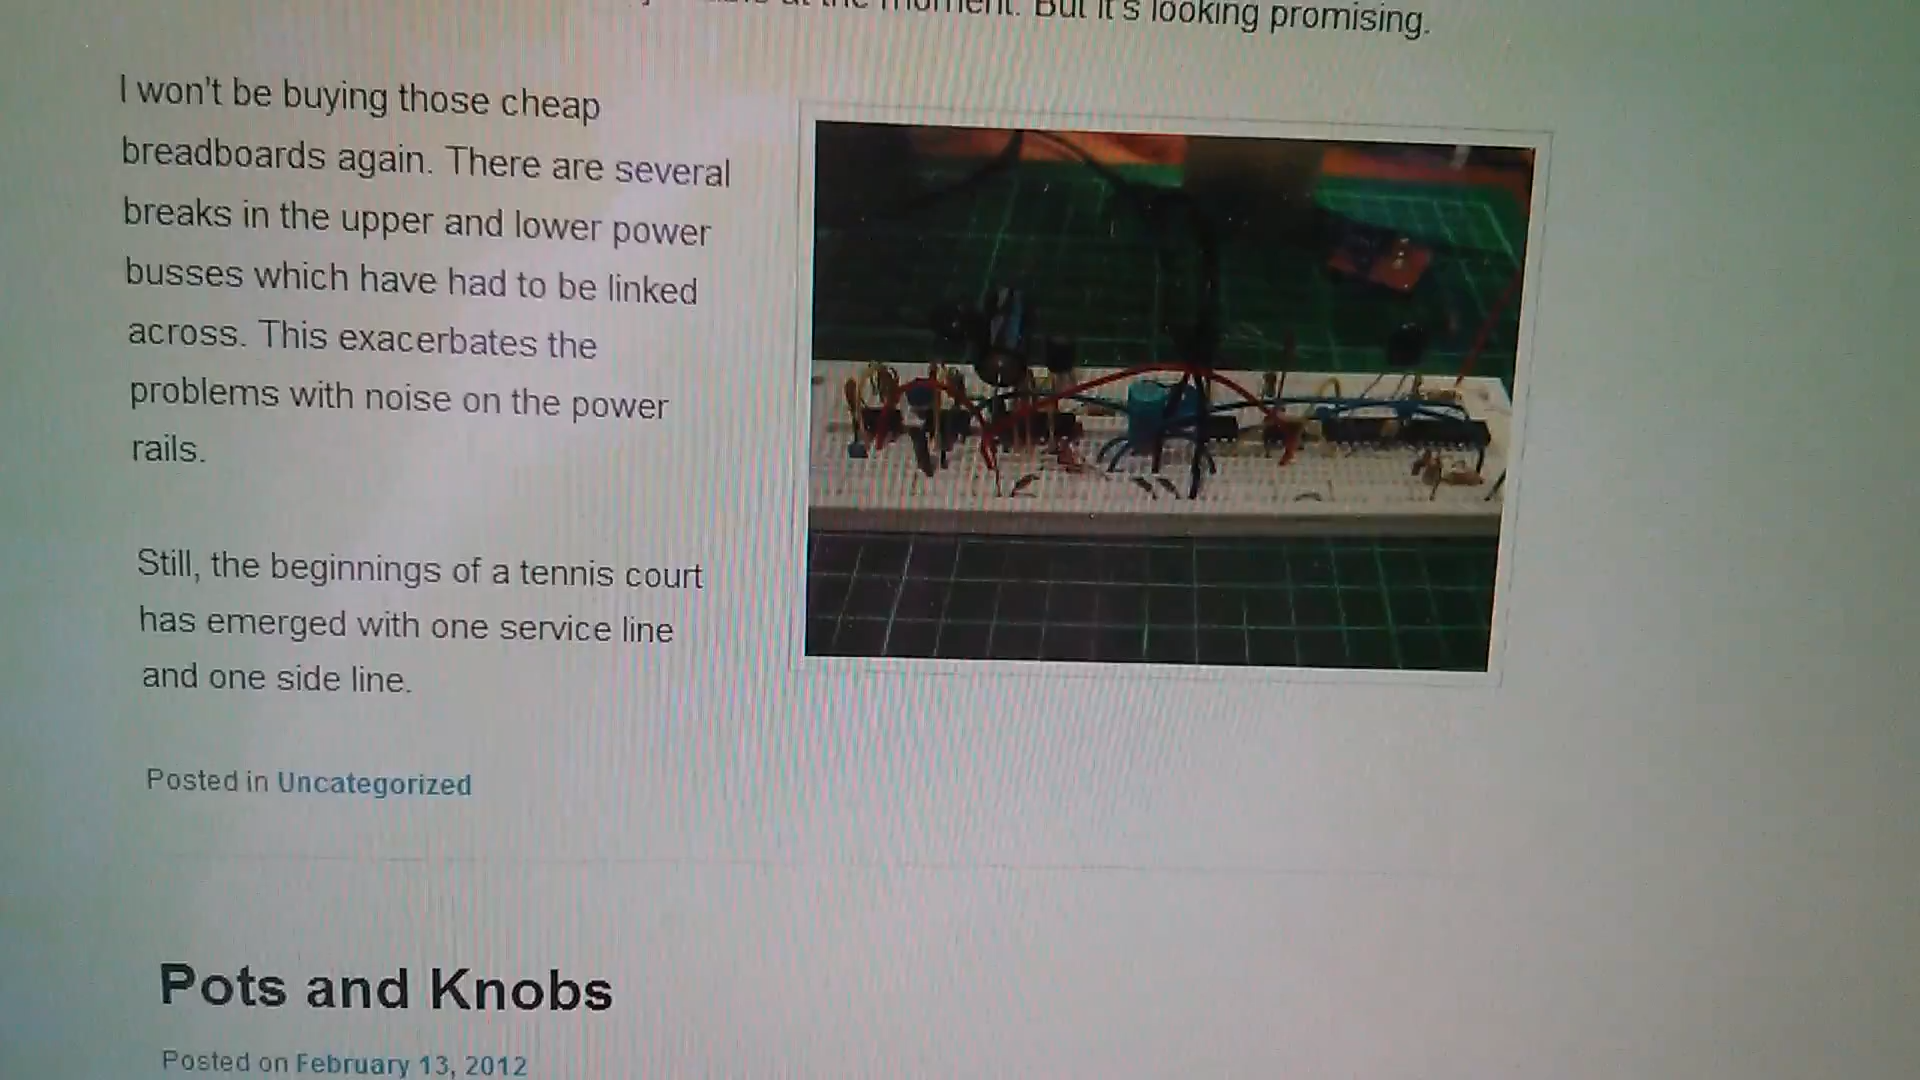 at the moment. But it's looking promising.
I won't be buying those cheap
breadboards again. There are several
breaks in the upper and lower power
busses which have had to be linked
across. This exacerbates the
problems with noise on the power
rails.
Still, the beginnings of a tennis court
has emerged with one service line
and one side line.
Posted in Uncategorized
Pots and Knobs
Posted on February 13, 2012